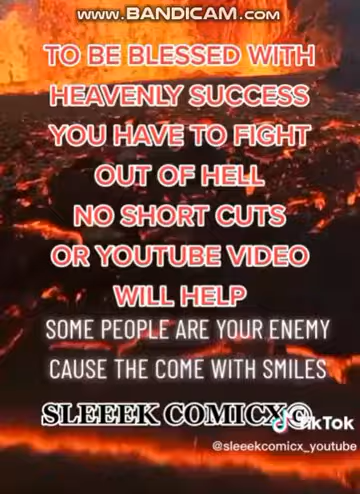 www.BANDICAM.com
TO BE BLESSED WITH
HEAVENLY SUCCESS
YOU HAVE TO FIGHT
OUT OF HELL
NO SHORT CUTS
OR YOUTUBE VIDEO
WILL HELP
SOME PEOPLE ARE YOUR ENEMY
CAUSE THE COME WITH SMILES
SLEEEK COMICX©
TikTok
@sleeekcomicx_youtube